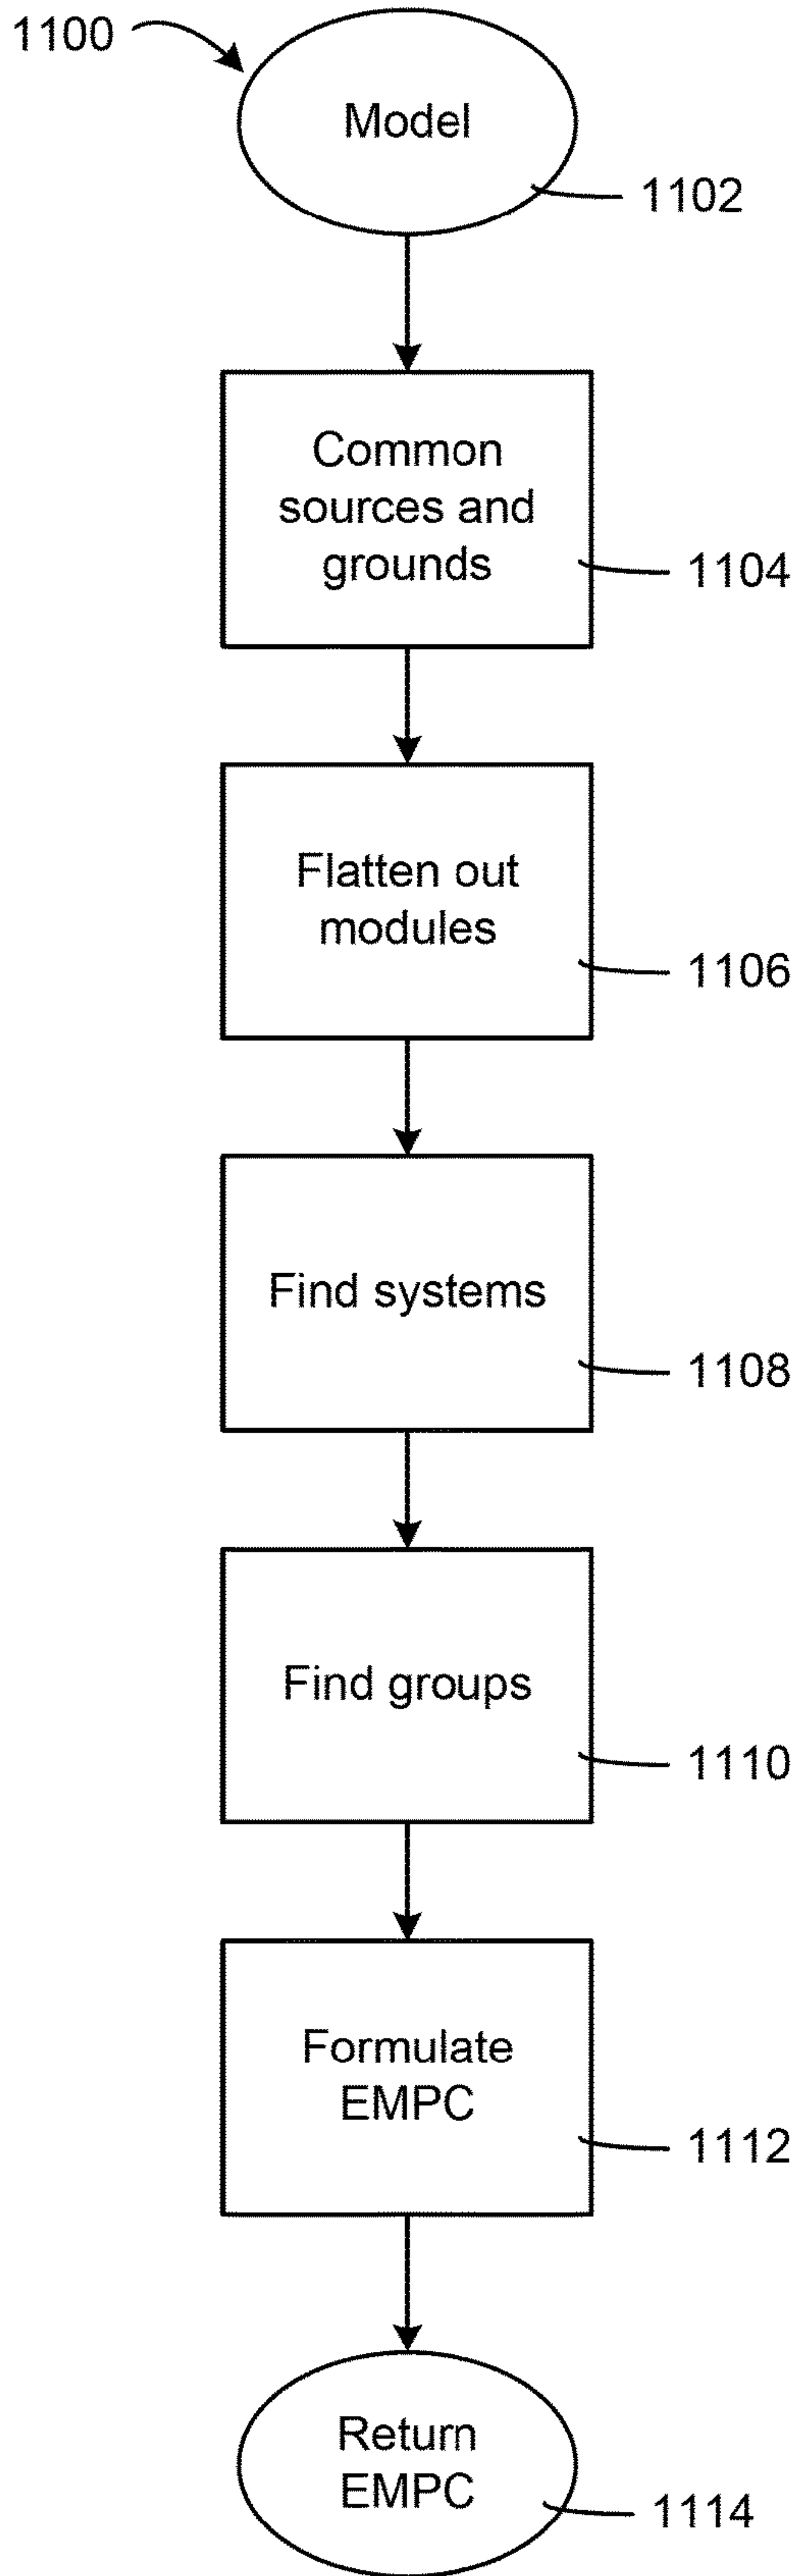 1100
Model
1102
Common
sources and
grounds
1104
Flatten out
modules
1106
Find systems
1108
Find groups
1110
Formulate
EMPC
1112
Return
EMPC
1114